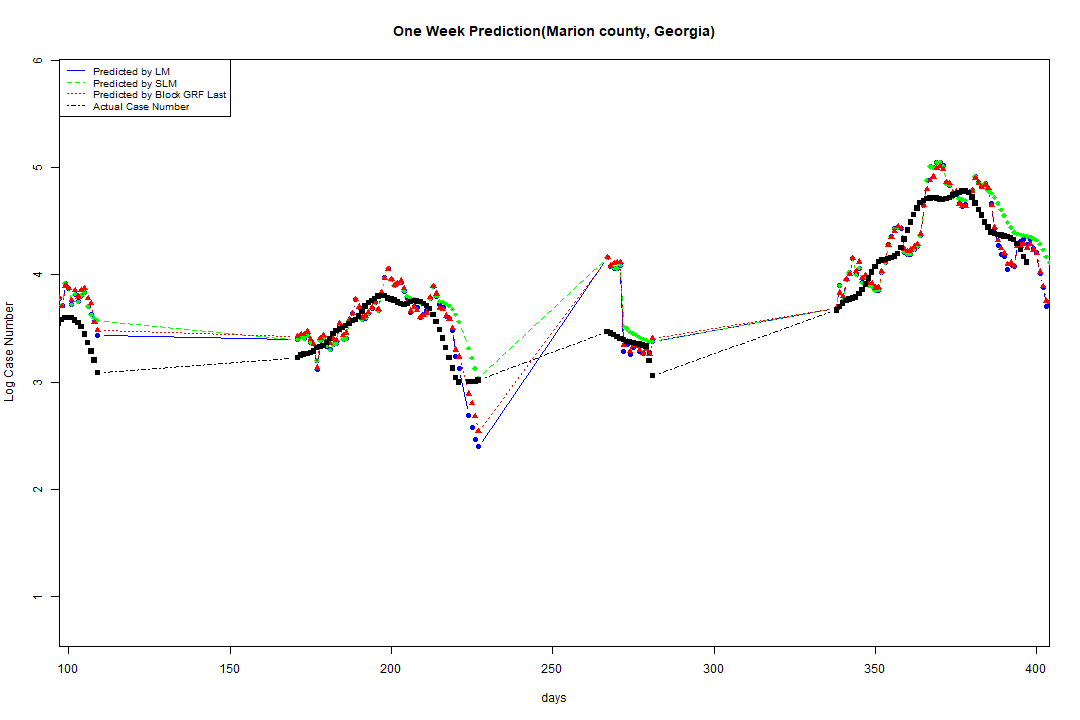 One Week Prediction(Marion county, Georgia)
Predicted by LM
Predicted by SLM
Predicted by Block GRF Last
Actual Case Number
6
5
4
3
2
1
Log Case Number
100 150 200 250 300 350 400
days